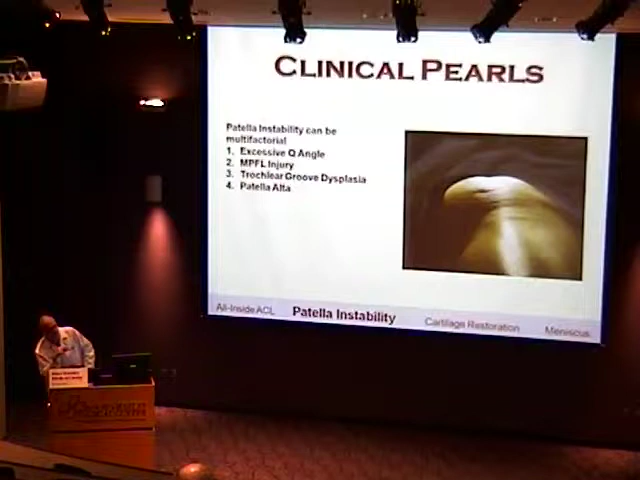 CLINICAL PEARLS
Patella Instability can be
multifactorial
1. Excessive Q Angle
2. MPFL Injury
3. Trochlear Groove Dysplasia
4. Patella Alta
All-Inside ACL
Patella Instability
Cartilage Restoration
Meniscus